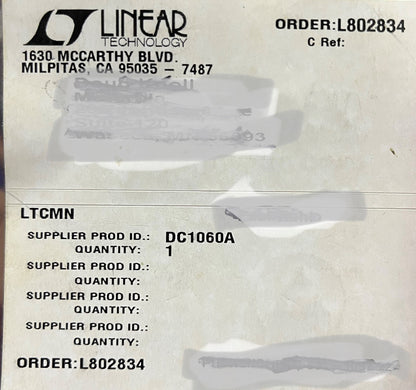 LINEAR
TECHNOLOGY
ORDER:L802834
C Ref:
1630 MCCARTHY BLVD.
MILPITAS, CA 95035 – 7487
LTCMN
SUPPLIER PROD ID.: DC1060A
QUANTITY: 1
SUPPLIER PROD ID.:
QUANTITY:
SUPPLIER PROD ID.:
QUANTITY:
SUPPLIER PROD ID.:
QUANTITY:
ORDER:L802834